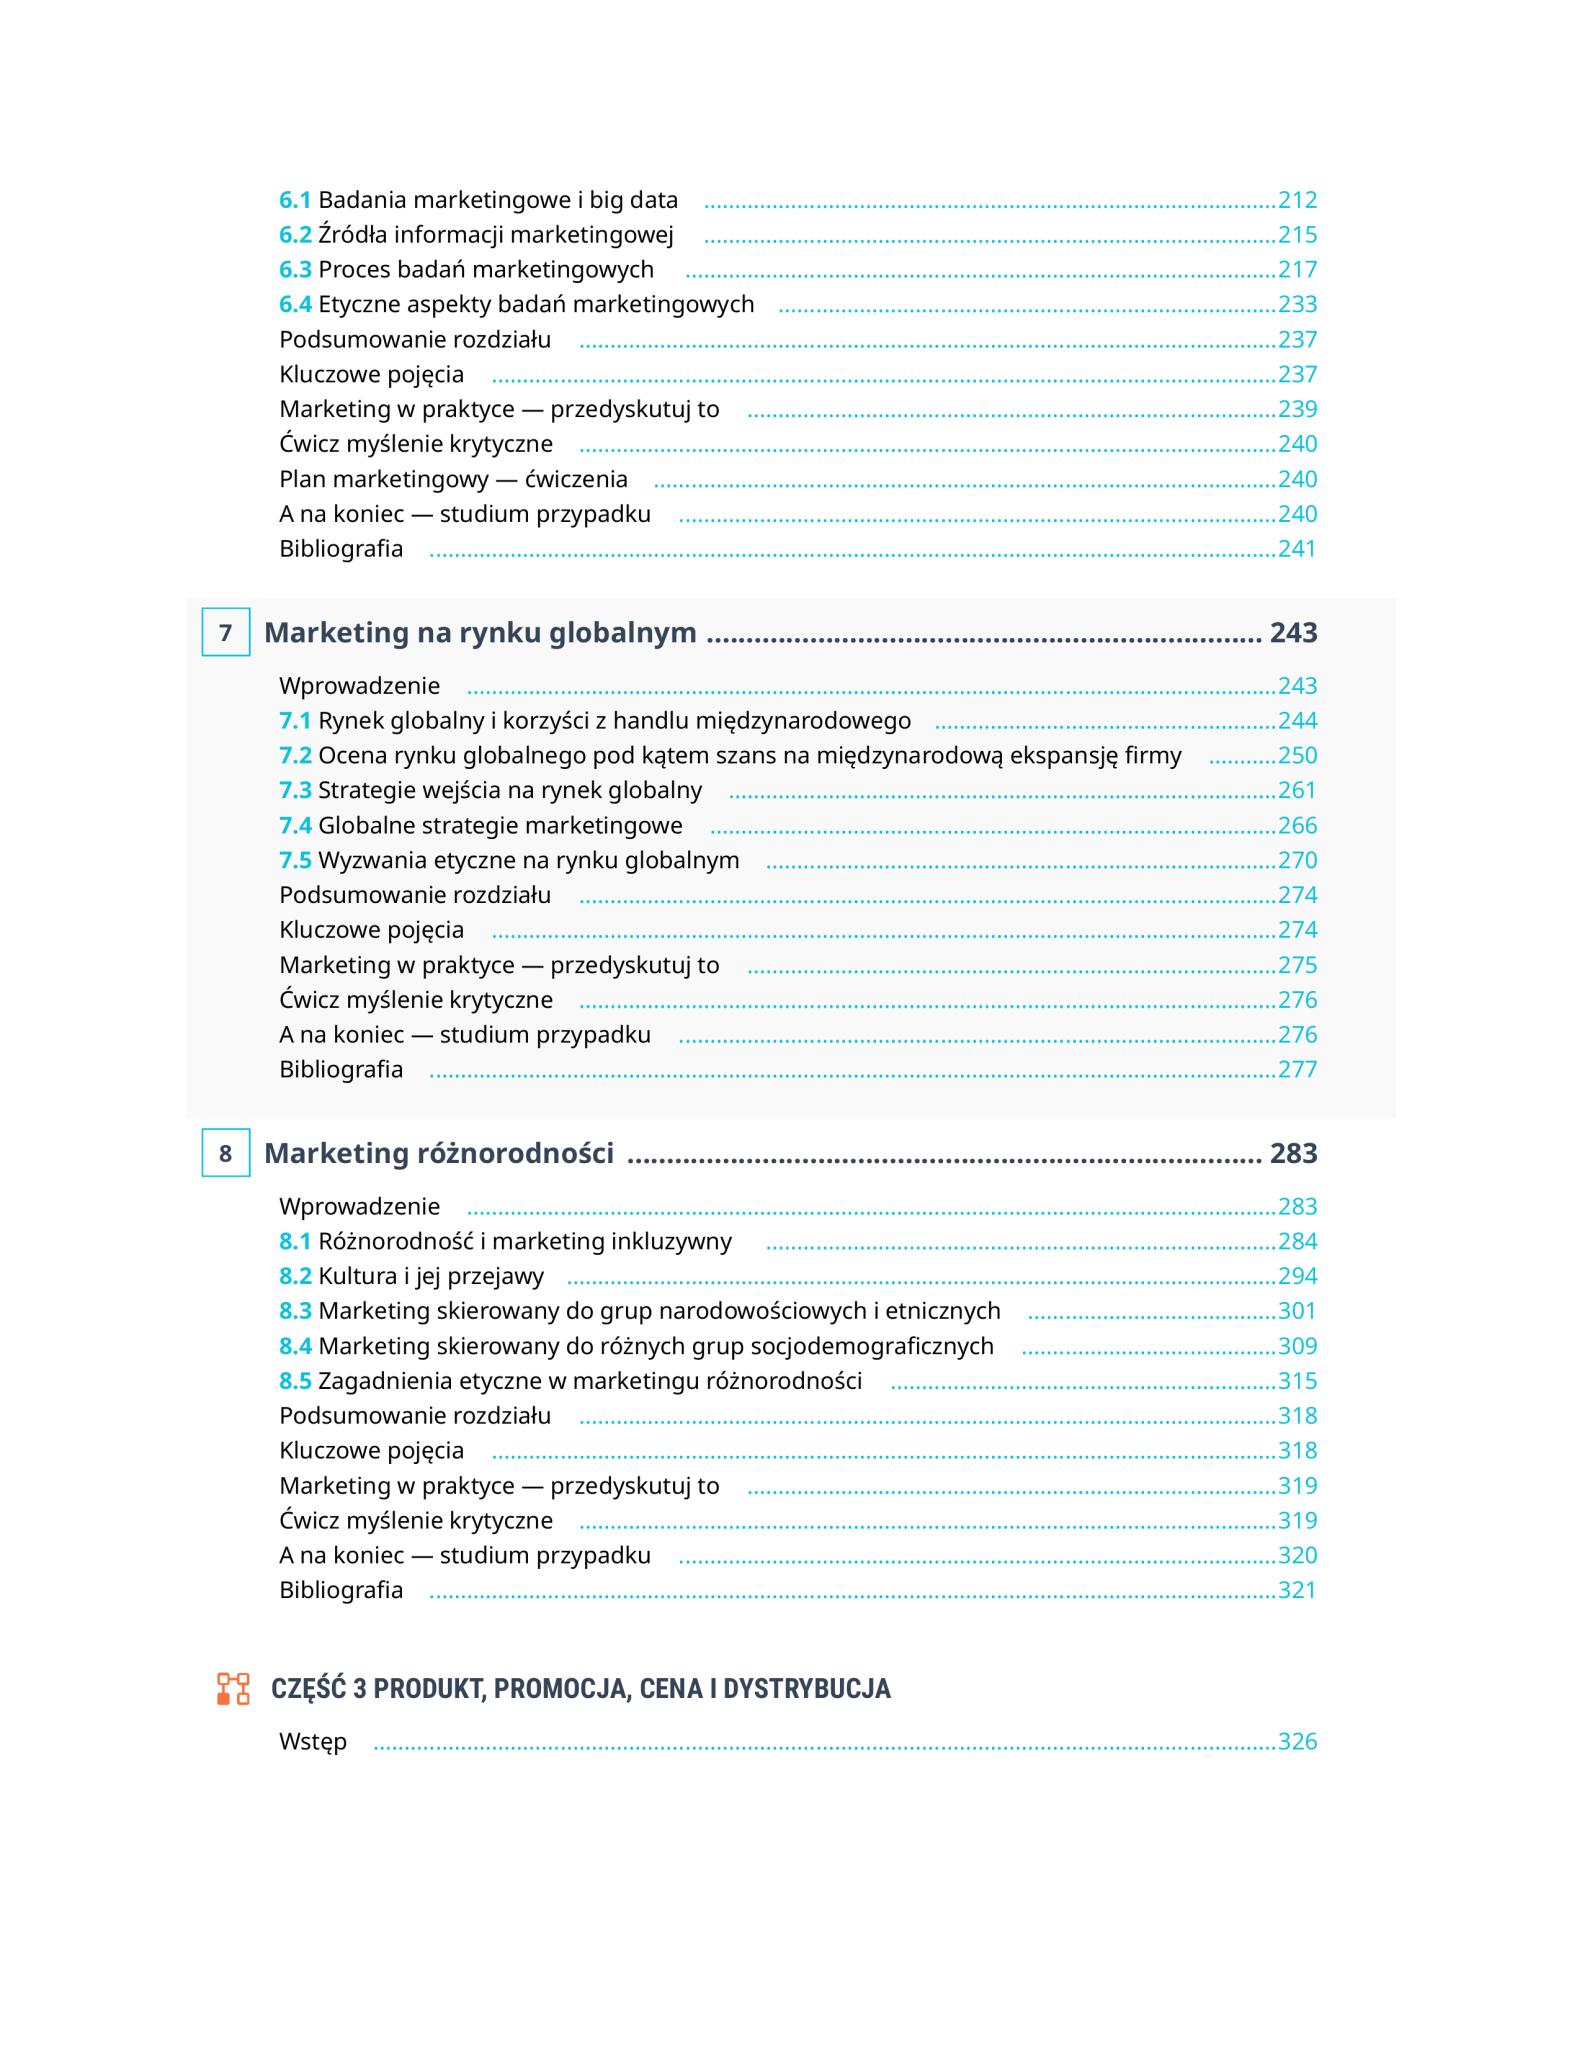 6.1 Badania marketingowe i big data ........ 212
6.2 Źródła informacji marketingowej ........ 215
6.3 Proces badań marketingowych ........ 217
6.4 Etyczne aspekty badań marketingowych ........ 233
Podsumowanie rozdziału ........ 237
Kluczowe pojęcia ........ 237
Marketing w praktyce — przedyskutuj to ........ 239
Ćwicz myślenie krytyczne ........ 240
Plan marketingowy — ćwiczenia ........ 240
A na koniec — studium przypadku ........ 240
Bibliografia ........ 241
7 Marketing na rynku globalnym ........ 243
Wprowadzenie ........ 243
7.1 Rynek globalny i korzyści z handlu międzynarodowego ........ 244
7.2 Ocena rynku globalnego pod kątem szans na międzynarodową ekspansję firmy ........ 250
7.3 Strategie wejścia na rynek globalny ........ 261
7.4 Globalne strategie marketingowe ........ 266
7.5 Wyzwania etyczne na rynku globalnym ........ 270
Podsumowanie rozdziału ........ 274
Kluczowe pojęcia ........ 274
Marketing w praktyce — przedyskutuj to ........ 275
Ćwicz myślenie krytyczne ........ 276
A na koniec — studium przypadku ........ 276
Bibliografia ........ 277
8 Marketing różnorodności ........ 283
Wprowadzenie ........ 283
8.1 Różnorodność i marketing inkluzywny ........ 284
8.2 Kultura i jej przejawy ........ 294
8.3 Marketing skierowany do grup narodowościowych i etnicznych ........ 301
8.4 Marketing skierowany do różnych grup socjodemograficznych ........ 309
8.5 Zagadnienia etyczne w marketingu różnorodności ........ 315
Podsumowanie rozdziału ........ 318
Kluczowe pojęcia ........ 318
Marketing w praktyce — przedyskutuj to ........ 319
Ćwicz myślenie krytyczne ........ 319
A na koniec — studium przypadku ........ 320
Bibliografia ........ 321
CZĘŚĆ 3 PRODUKT, PROMOCJA, CENA I DYSTRYBUCJA
Wstęp ........ 326